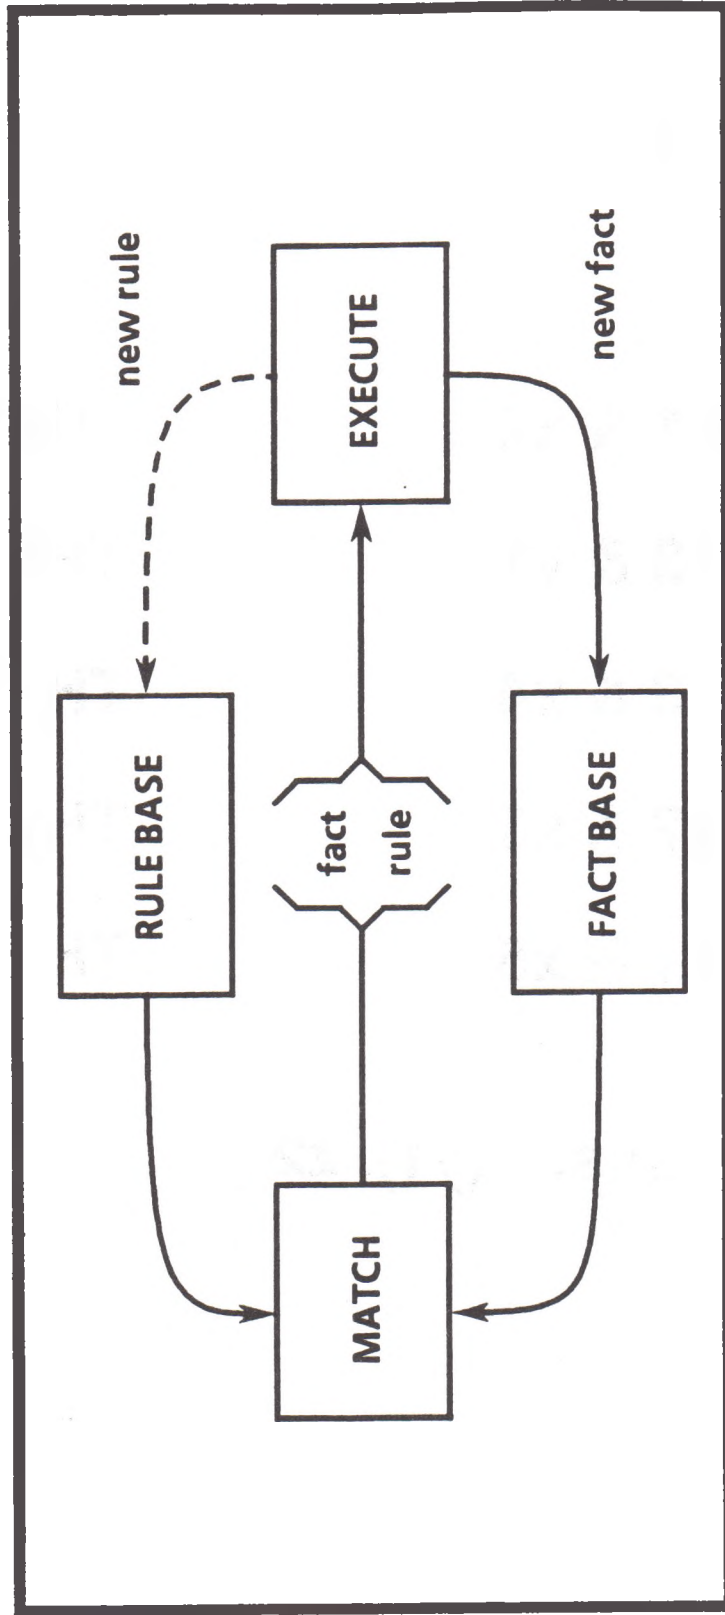 new rule
RULE BASE
MATCH
fact
rule
EXECUTE
FACT BASE
new fact